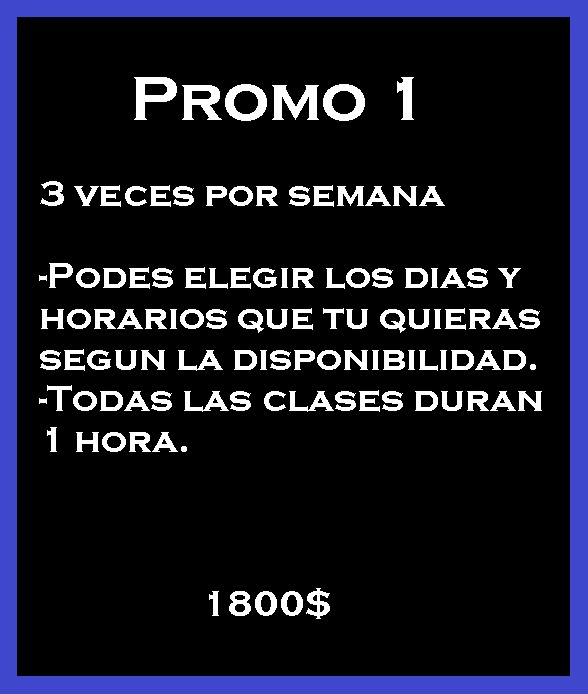 Promo 1
3 veces por semana
-Podes elegir los dias y
horarios que tu quieras
segun la disponibilidad.
-Todas las clases duran
1 hora.
1800$